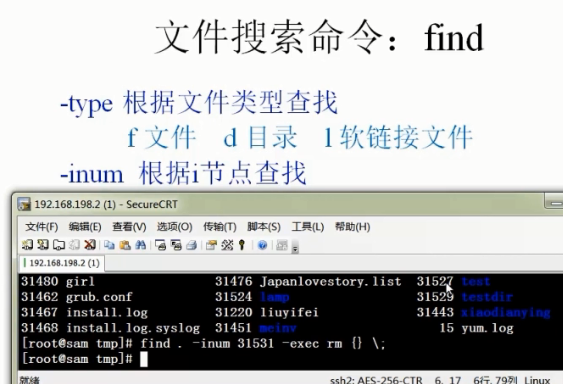 文件搜索命令：find
-type 根据文件类型查找
f 文件 d 目录 l 软链接文件
-inum 根据i节点查找
192.168.198.2 (1) - SecureCRT
文件(F) 编辑(E) 查看(V) 选项(O) 传输(T) 脚本(S) 工具(L) 帮助(H)
192.168.198.2 (1)
31480 girl 31476 Japanlovestory.list 31527 test
31462 grub.conf 31524 lamp 31529 testdir
31467 install.log 31220 liuyifei 31443 xiaodianying
31468 install.log.syslog 31451 meinv 15 yum.log
[root@sam tmp]# find . -inum 31531 -exec rm {} \;
[root@sam tmp]#
就绪 ssh2: AES-256-CTR 6, 17 6行, 79列 Linux